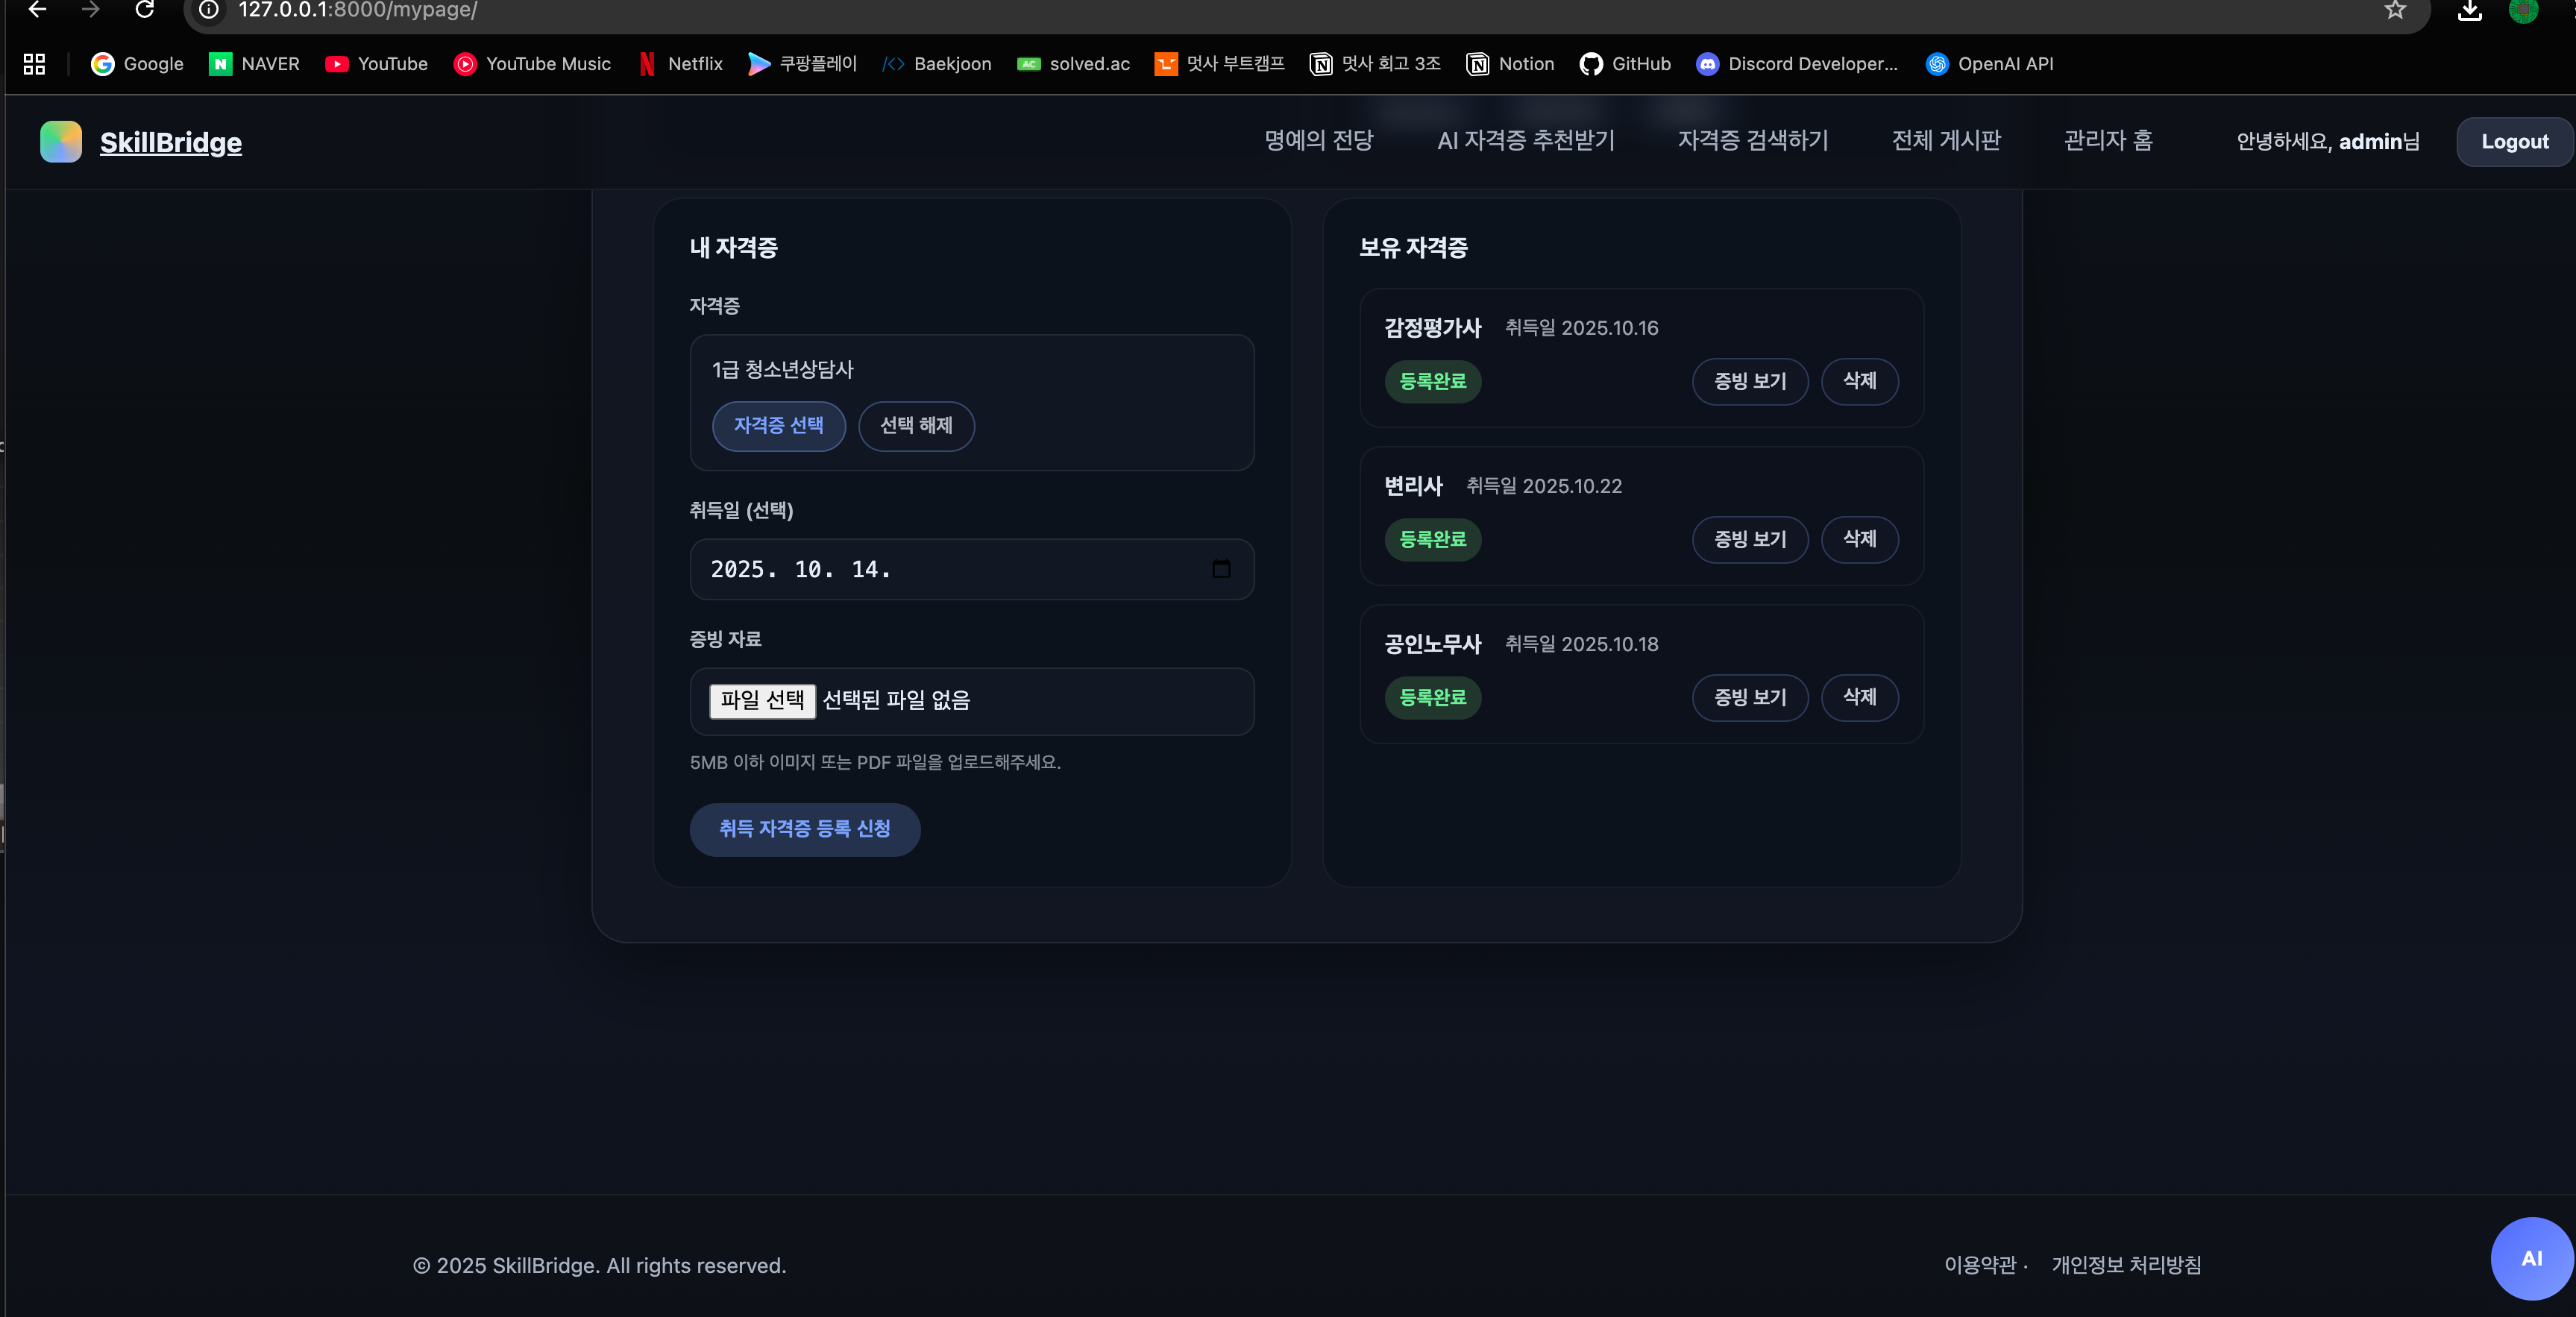 127.0.0.1:8000/mypage/
Google NAVER YouTube YouTube Music Netflix 쿠팡플레이 Baekjoon solved.ac 멋사 부트캠프 멋사 회고 3조 Notion GitHub Discord Developer... OpenAI API
SkillBridge 명예의 전당 AI 자격증 추천받기 자격증 검색하기 전체 게시판 관리자 홈 안녕하세요, admin님 Logout
내 자격증
자격증
1급 청소년상담사
자격증 선택 선택 해제
취득일 (선택)
2025. 10. 14.
증빙 자료
파일 선택 선택된 파일 없음
5MB 이하 이미지 또는 PDF 파일을 업로드해주세요.
취득 자격증 등록 신청
보유 자격증
감정평가사 취득일 2025.10.16
등록완료 증빙 보기 삭제
변리사 취득일 2025.10.22
등록완료 증빙 보기 삭제
공인노무사 취득일 2025.10.18
등록완료 증빙 보기 삭제
© 2025 SkillBridge. All rights reserved. 이용약관 · 개인정보 처리방침
AI